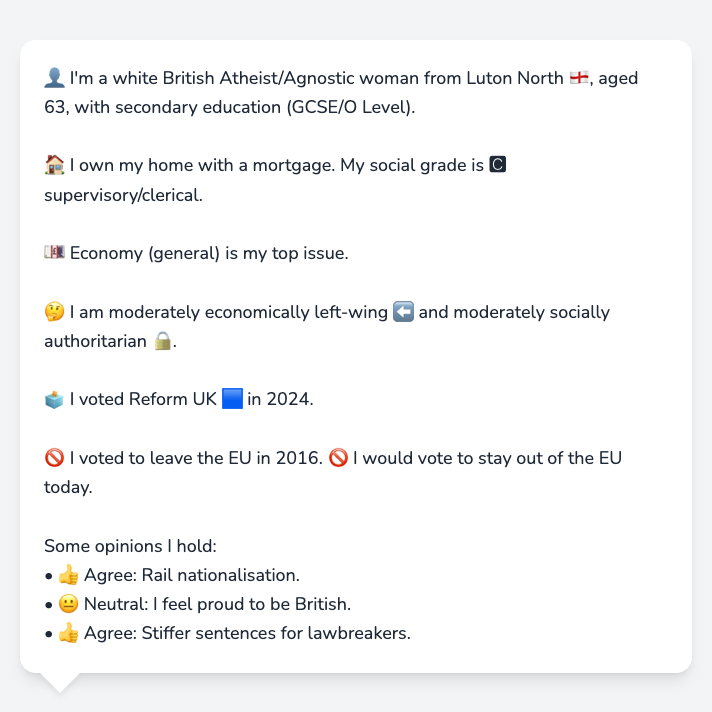 👤 I'm a white British Atheist/Agnostic woman from Luton North 🏴󠁧󠁢󠁥󠁮󠁧󠁿, aged
63, with secondary education (GCSE/O Level).
🏠 I own my home with a mortgage. My social grade is C
supervisory/clerical.
💷 Economy (general) is my top issue.
🤔 I am moderately economically left-wing ⬅️ and moderately socially
authoritarian 🔒.
🗳️ I voted Reform UK 🟦 in 2024.
🚫 I voted to leave the EU in 2016. 🚫 I would vote to stay out of the EU
today.
Some opinions I hold:
• 👍 Agree: Rail nationalisation.
• 😐 Neutral: I feel proud to be British.
• 👍 Agree: Stiffer sentences for lawbreakers.